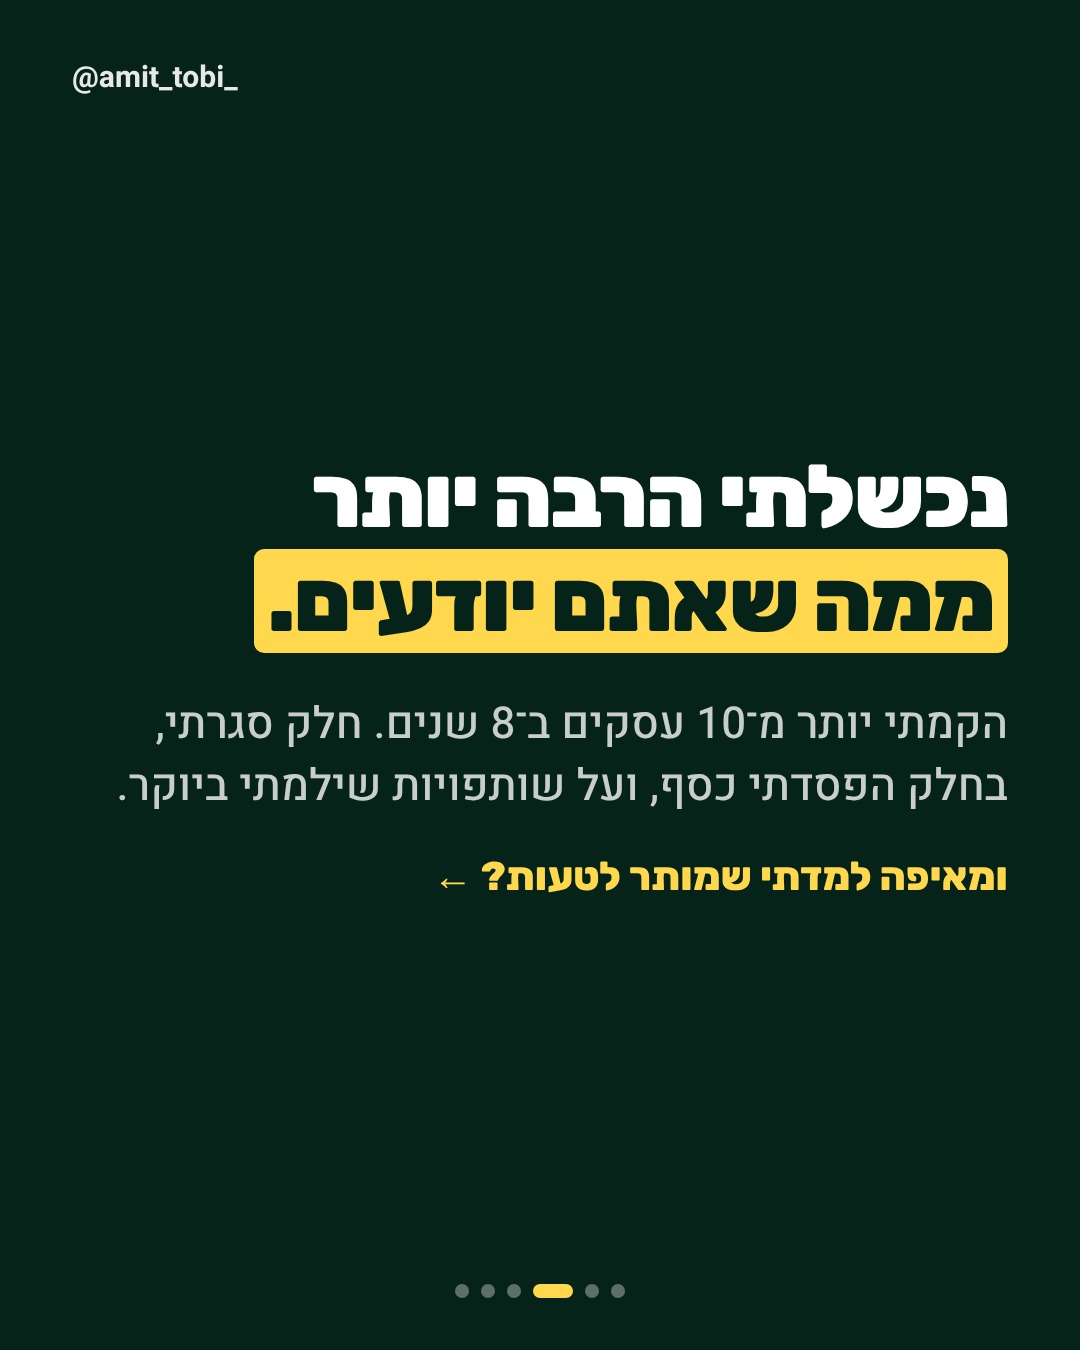 @amit_tobi_
נכשלתי הרבה יותר
ממה שאתם יודעים.
הקמתי יותר מ־10 עסקים ב־8 שנים. חלק סגרתי,
בחלק הפסדתי כסף, ועל שותפויות שילמתי ביוקר.
ומאיפה למדתי שמותר לטעות? ←